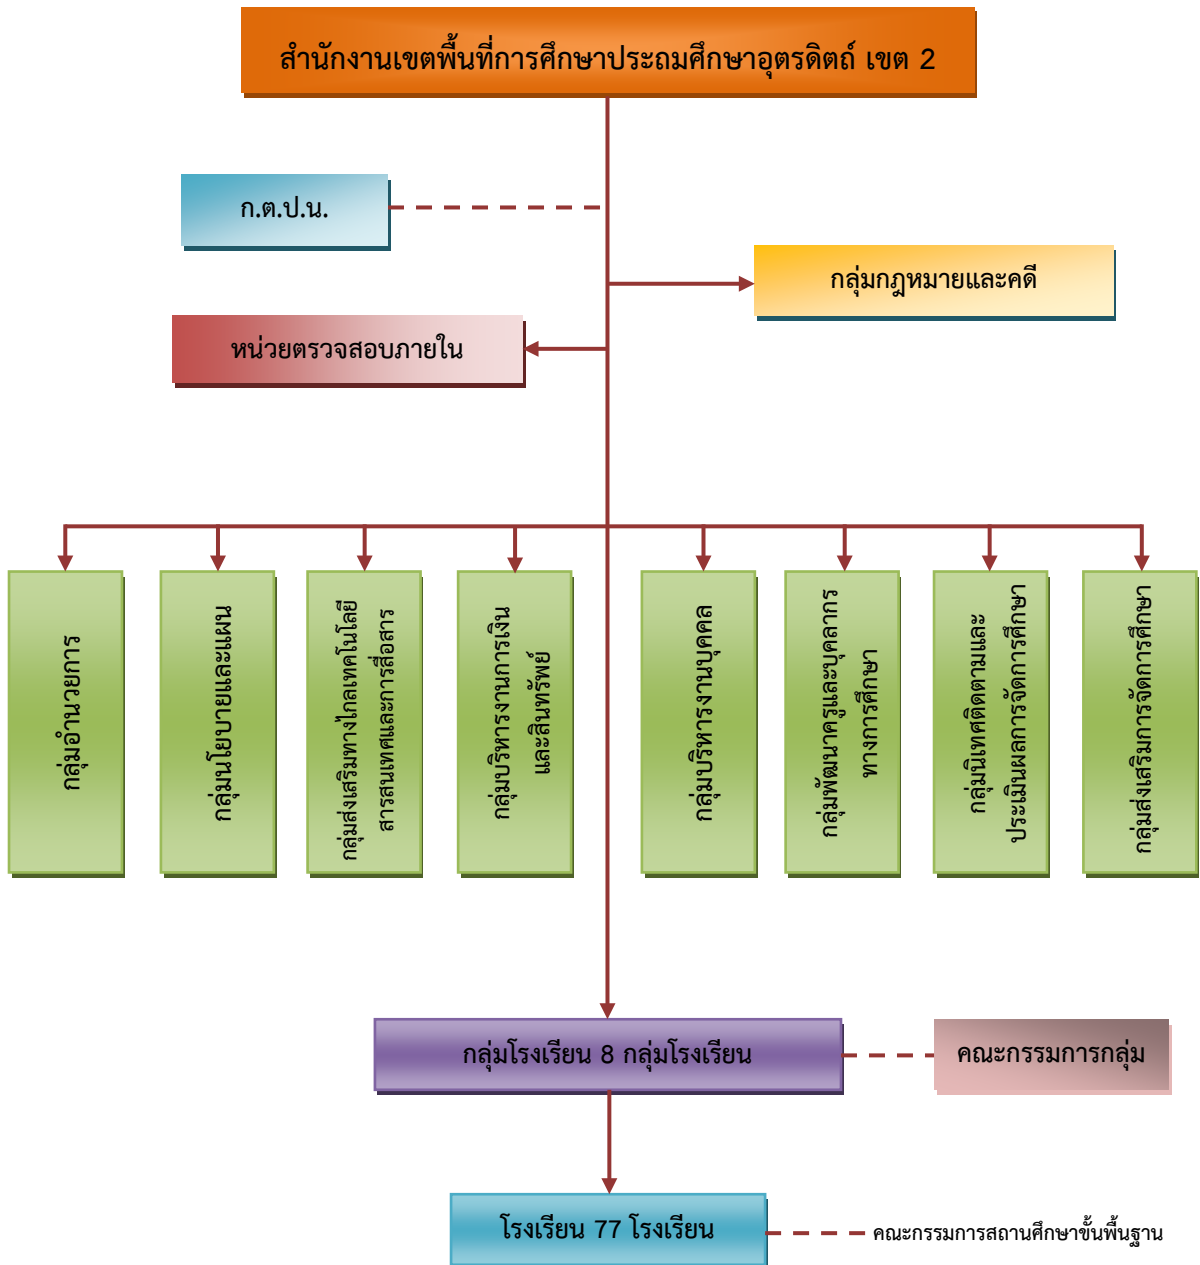 สำนักงานเขตพื้นที่การศึกษาประถมศึกษาอุตรดิตถ์ เขต 2
ก.ต.ป.น.
กลุ่มกฎหมายและคดี
หน่วยตรวจสอบภายใน
กลุ่มอำนวยการ
กลุ่มนโยบายและแผน
กลุ่มส่งเสริมทางไกลเทคโนโลยี
สารสนเทศและการสื่อสาร
กลุ่มบริหารงานการเงิน
และสินทรัพย์
กลุ่มบริหารงานบุคคล
กลุ่มพัฒนาครูและบุคลากร
ทางการศึกษา
กลุ่มนิเทศติดตามและ
ประเมินผลการจัดการศึกษา
กลุ่มส่งเสริมการจัดการศึกษา
กลุ่มโรงเรียน 8 กลุ่มโรงเรียน
คณะกรรมการกลุ่ม
โรงเรียน 77 โรงเรียน
คณะกรรมการสถานศึกษาขั้นพื้นฐาน